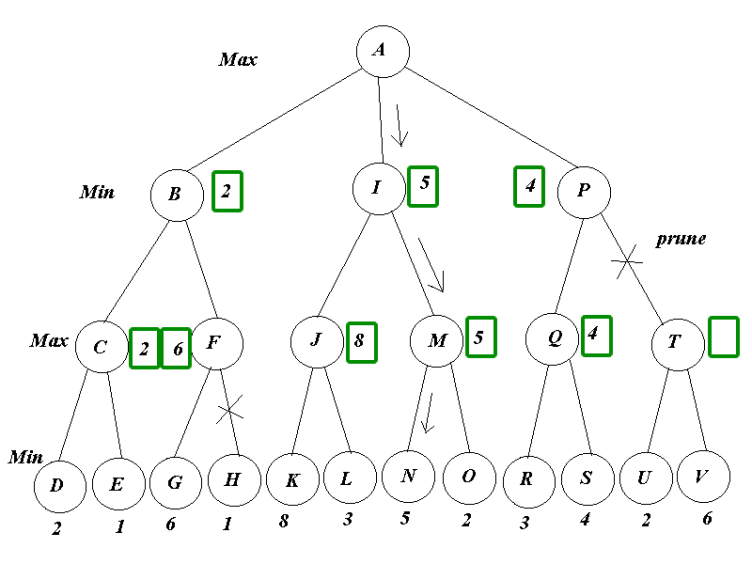 Max A
Min B 2 I 5 4 P
prune
Max C 2 6 F J 8 M 5 Q 4 T
Min D E G H K L N O R S U V
2 1 6 1 8 3 5 2 3 4 2 6